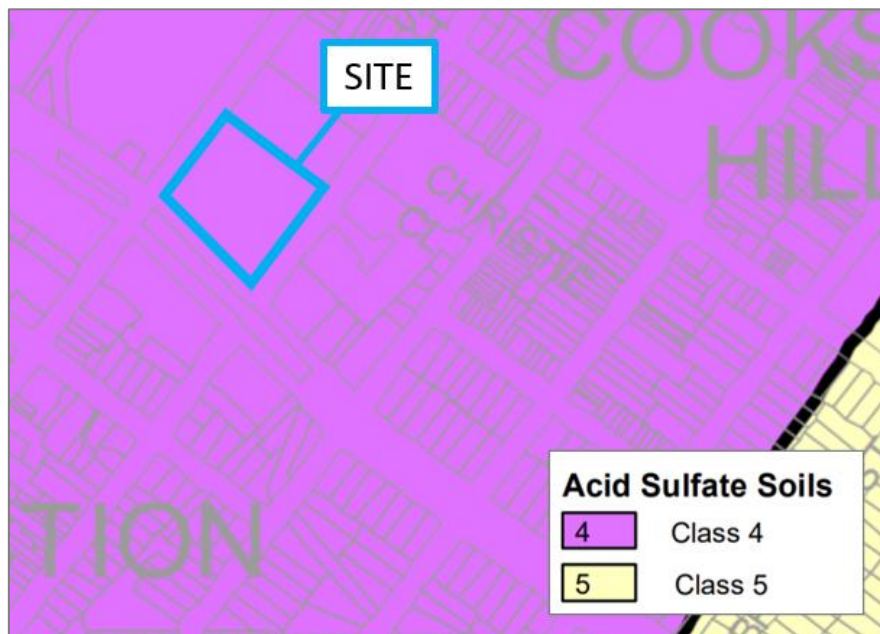 COOKS
HILL
SITE
CHRISTIE
TION
Acid Sulfate Soils
4 Class 4
5 Class 5